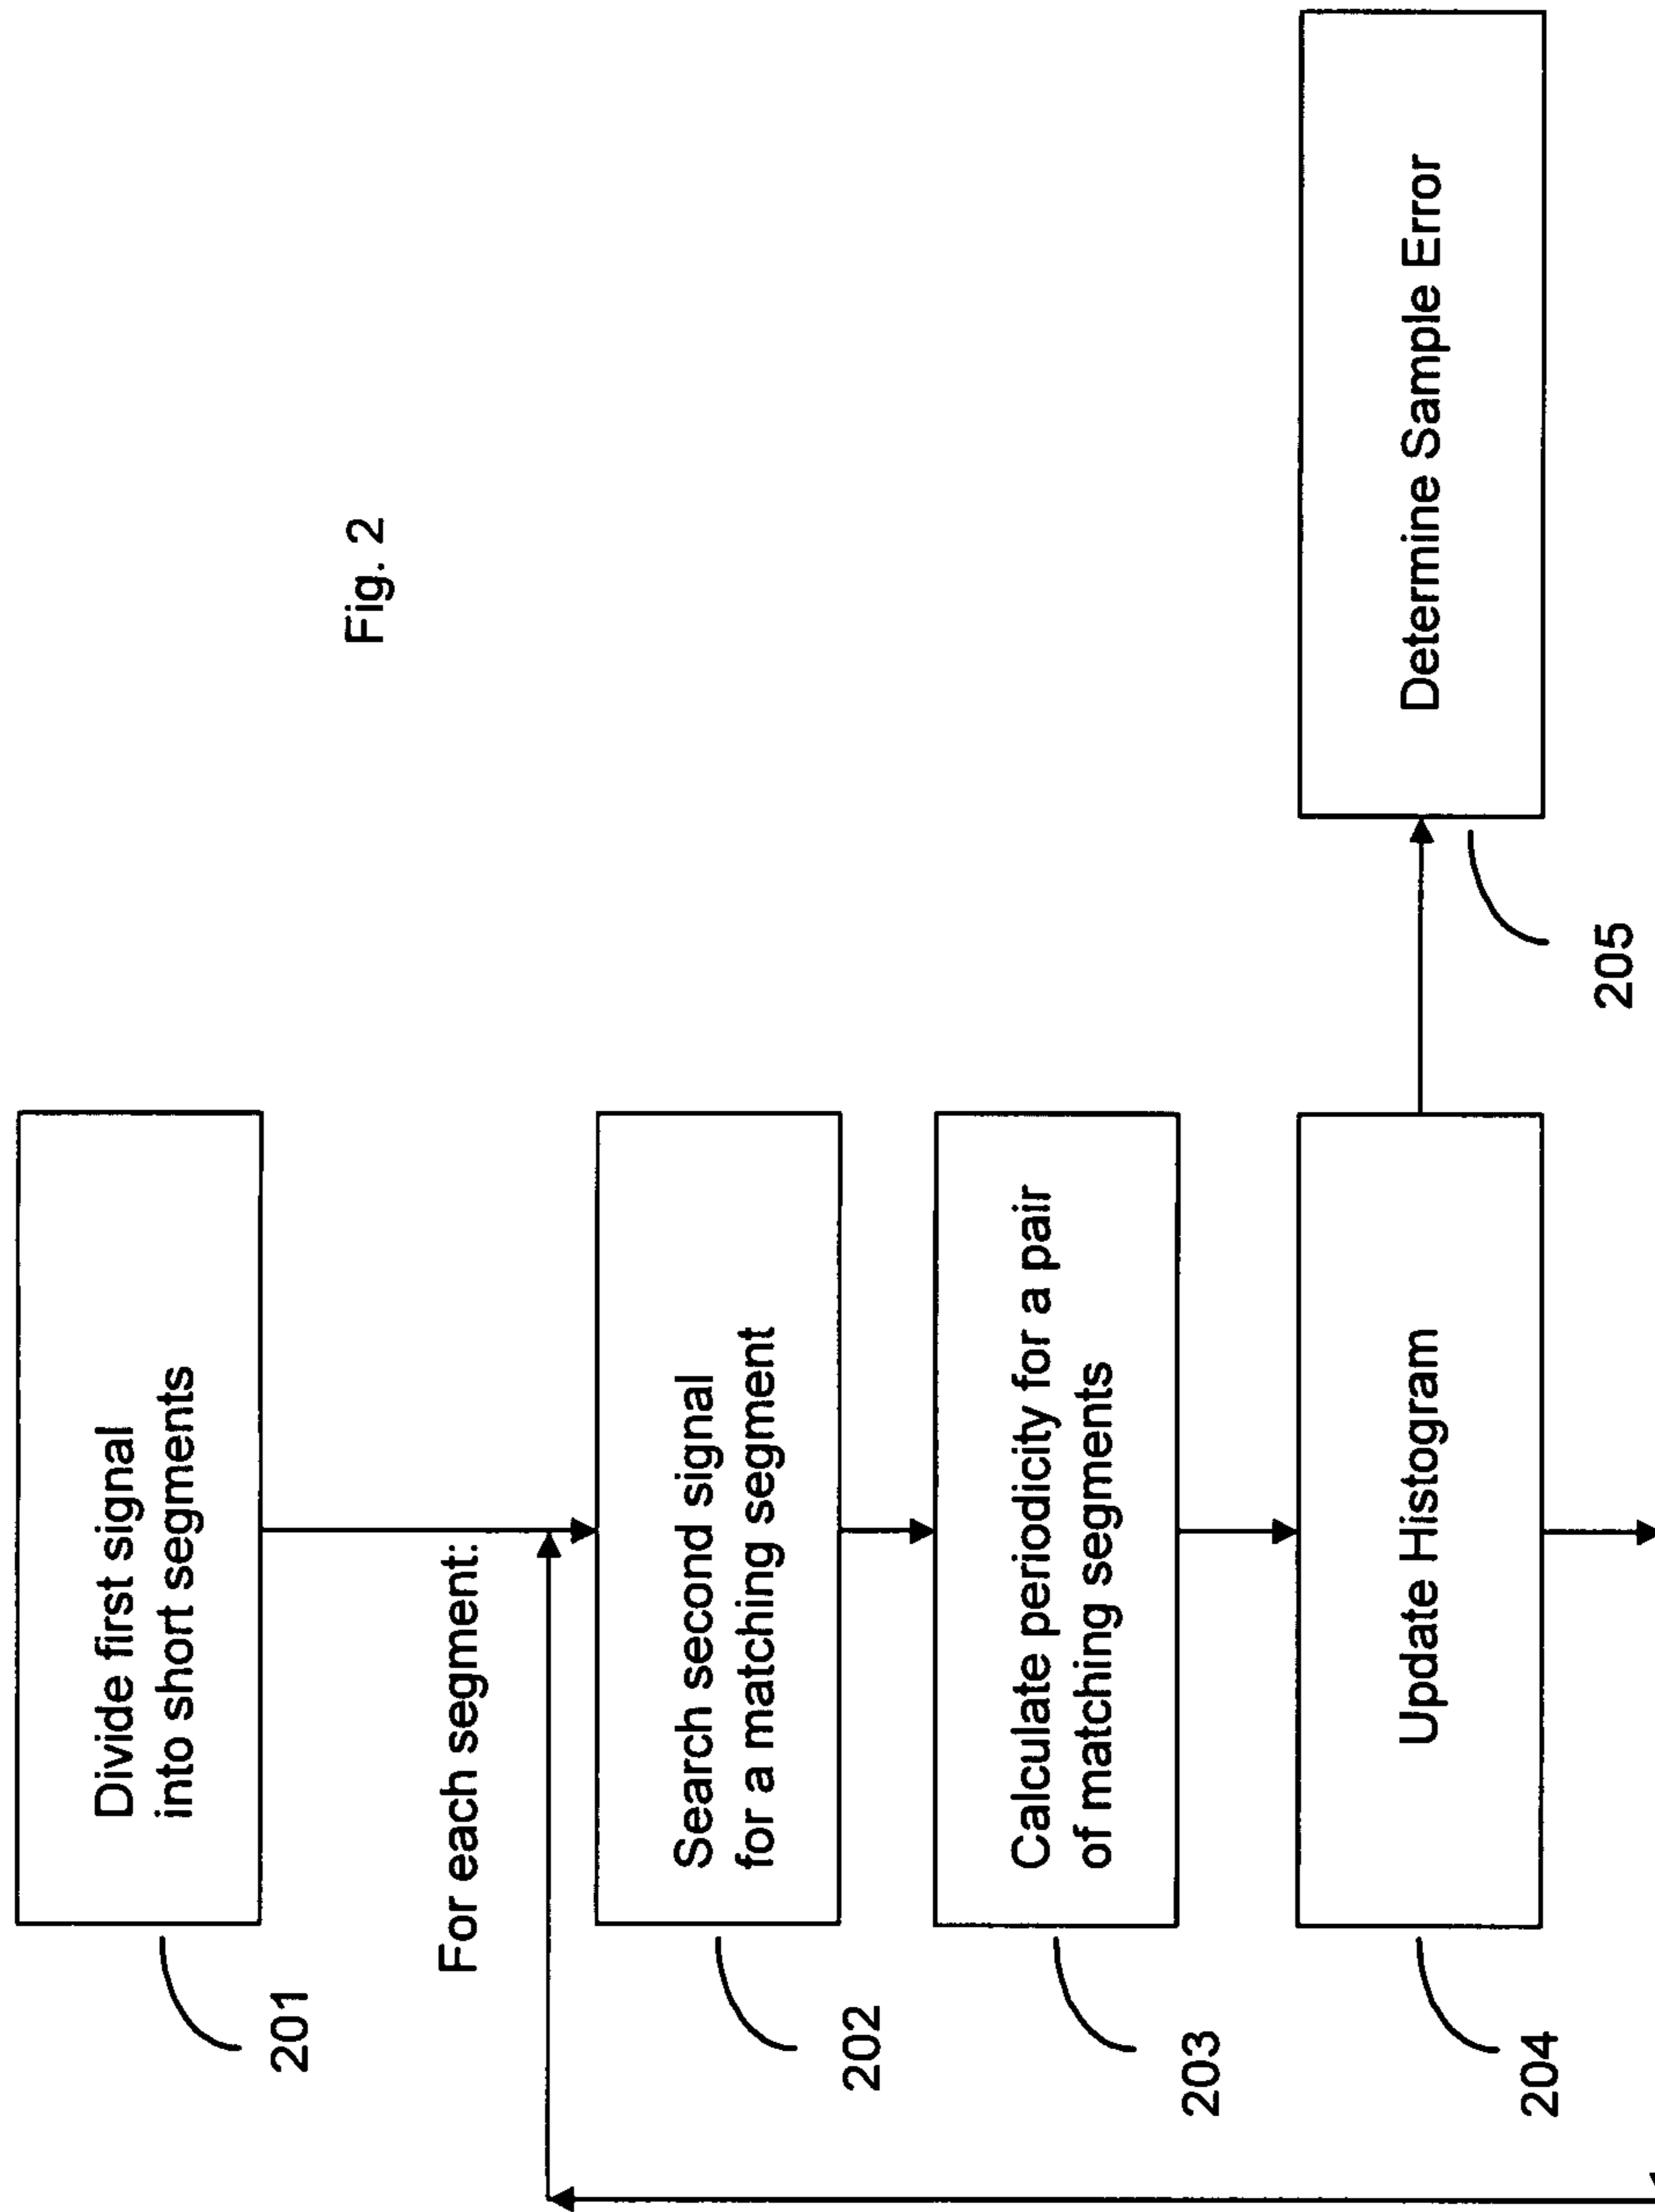 Fig. 2
Divide first signal
into short segments
201
For each segment:
Search second signal
for a matching segment
202
Calculate periodicity for a pair
of matching segments
203
Update Histogram
204
Determine Sample Error
205